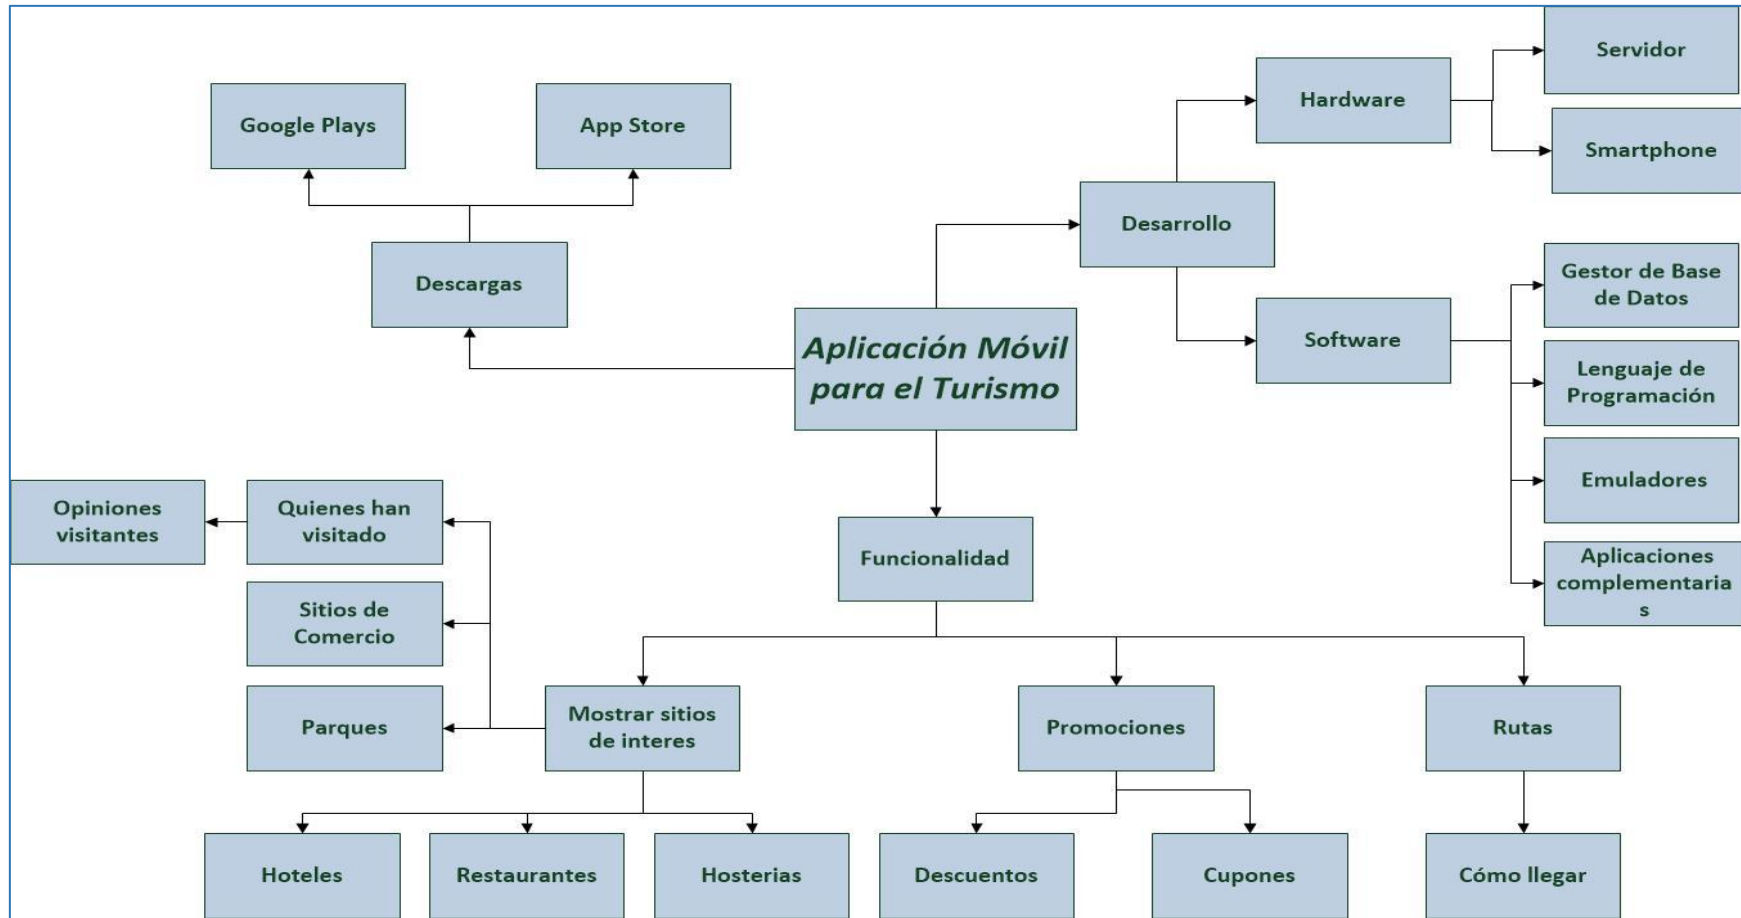 Servidor
Hardware
Google Plays
App Store
Smartphone
Desarrollo
Descargas
Gestor de Base
de Datos
Aplicación Móvil
para el Turismo
Software
Lenguaje de
Programación
Emuladores
Opiniones
visitantes
Quienes han
visitado
Funcionalidad
Aplicaciones
complementaria
s
Sitios de
Comercio
Parques
Mostrar sitios
de interes
Promociones
Rutas
Hoteles
Restaurantes
Hosterias
Descuentos
Cupones
Cómo llegar